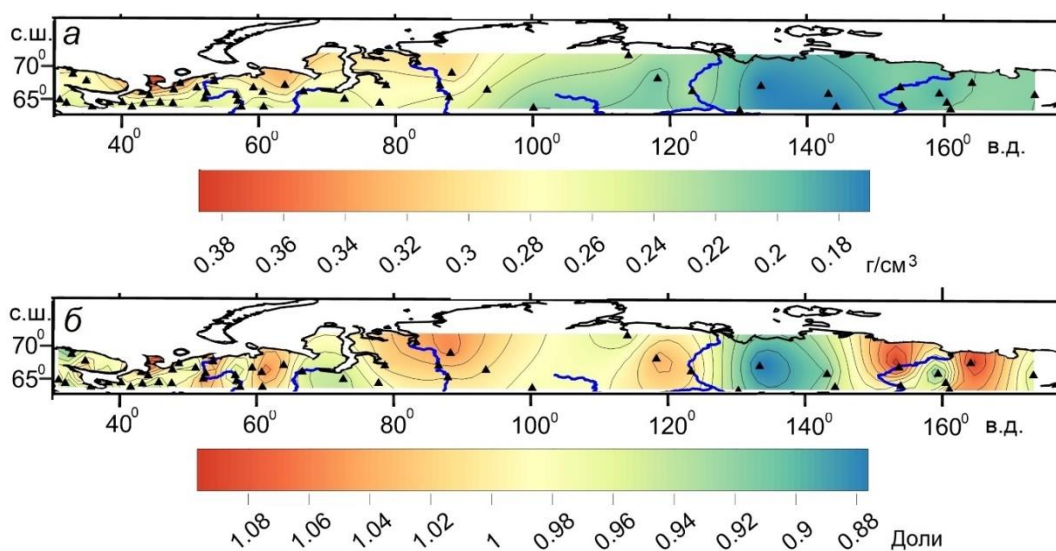 с.ш. а
70⁰
65⁰
40⁰ 60⁰ 80⁰ 100⁰ 120⁰ 140⁰ 160⁰ в.д.
0.38 0.36 0.34 0.32 0.3 0.28 0.26 0.24 0.22 0.2 0.18 г/см³
с.ш. б
70⁰
65⁰
40⁰ 60⁰ 80⁰ 100⁰ 120⁰ 140⁰ 160⁰ в.д.
1.08 1.06 1.04 1.02 1 0.98 0.96 0.94 0.92 0.9 0.88 Доли